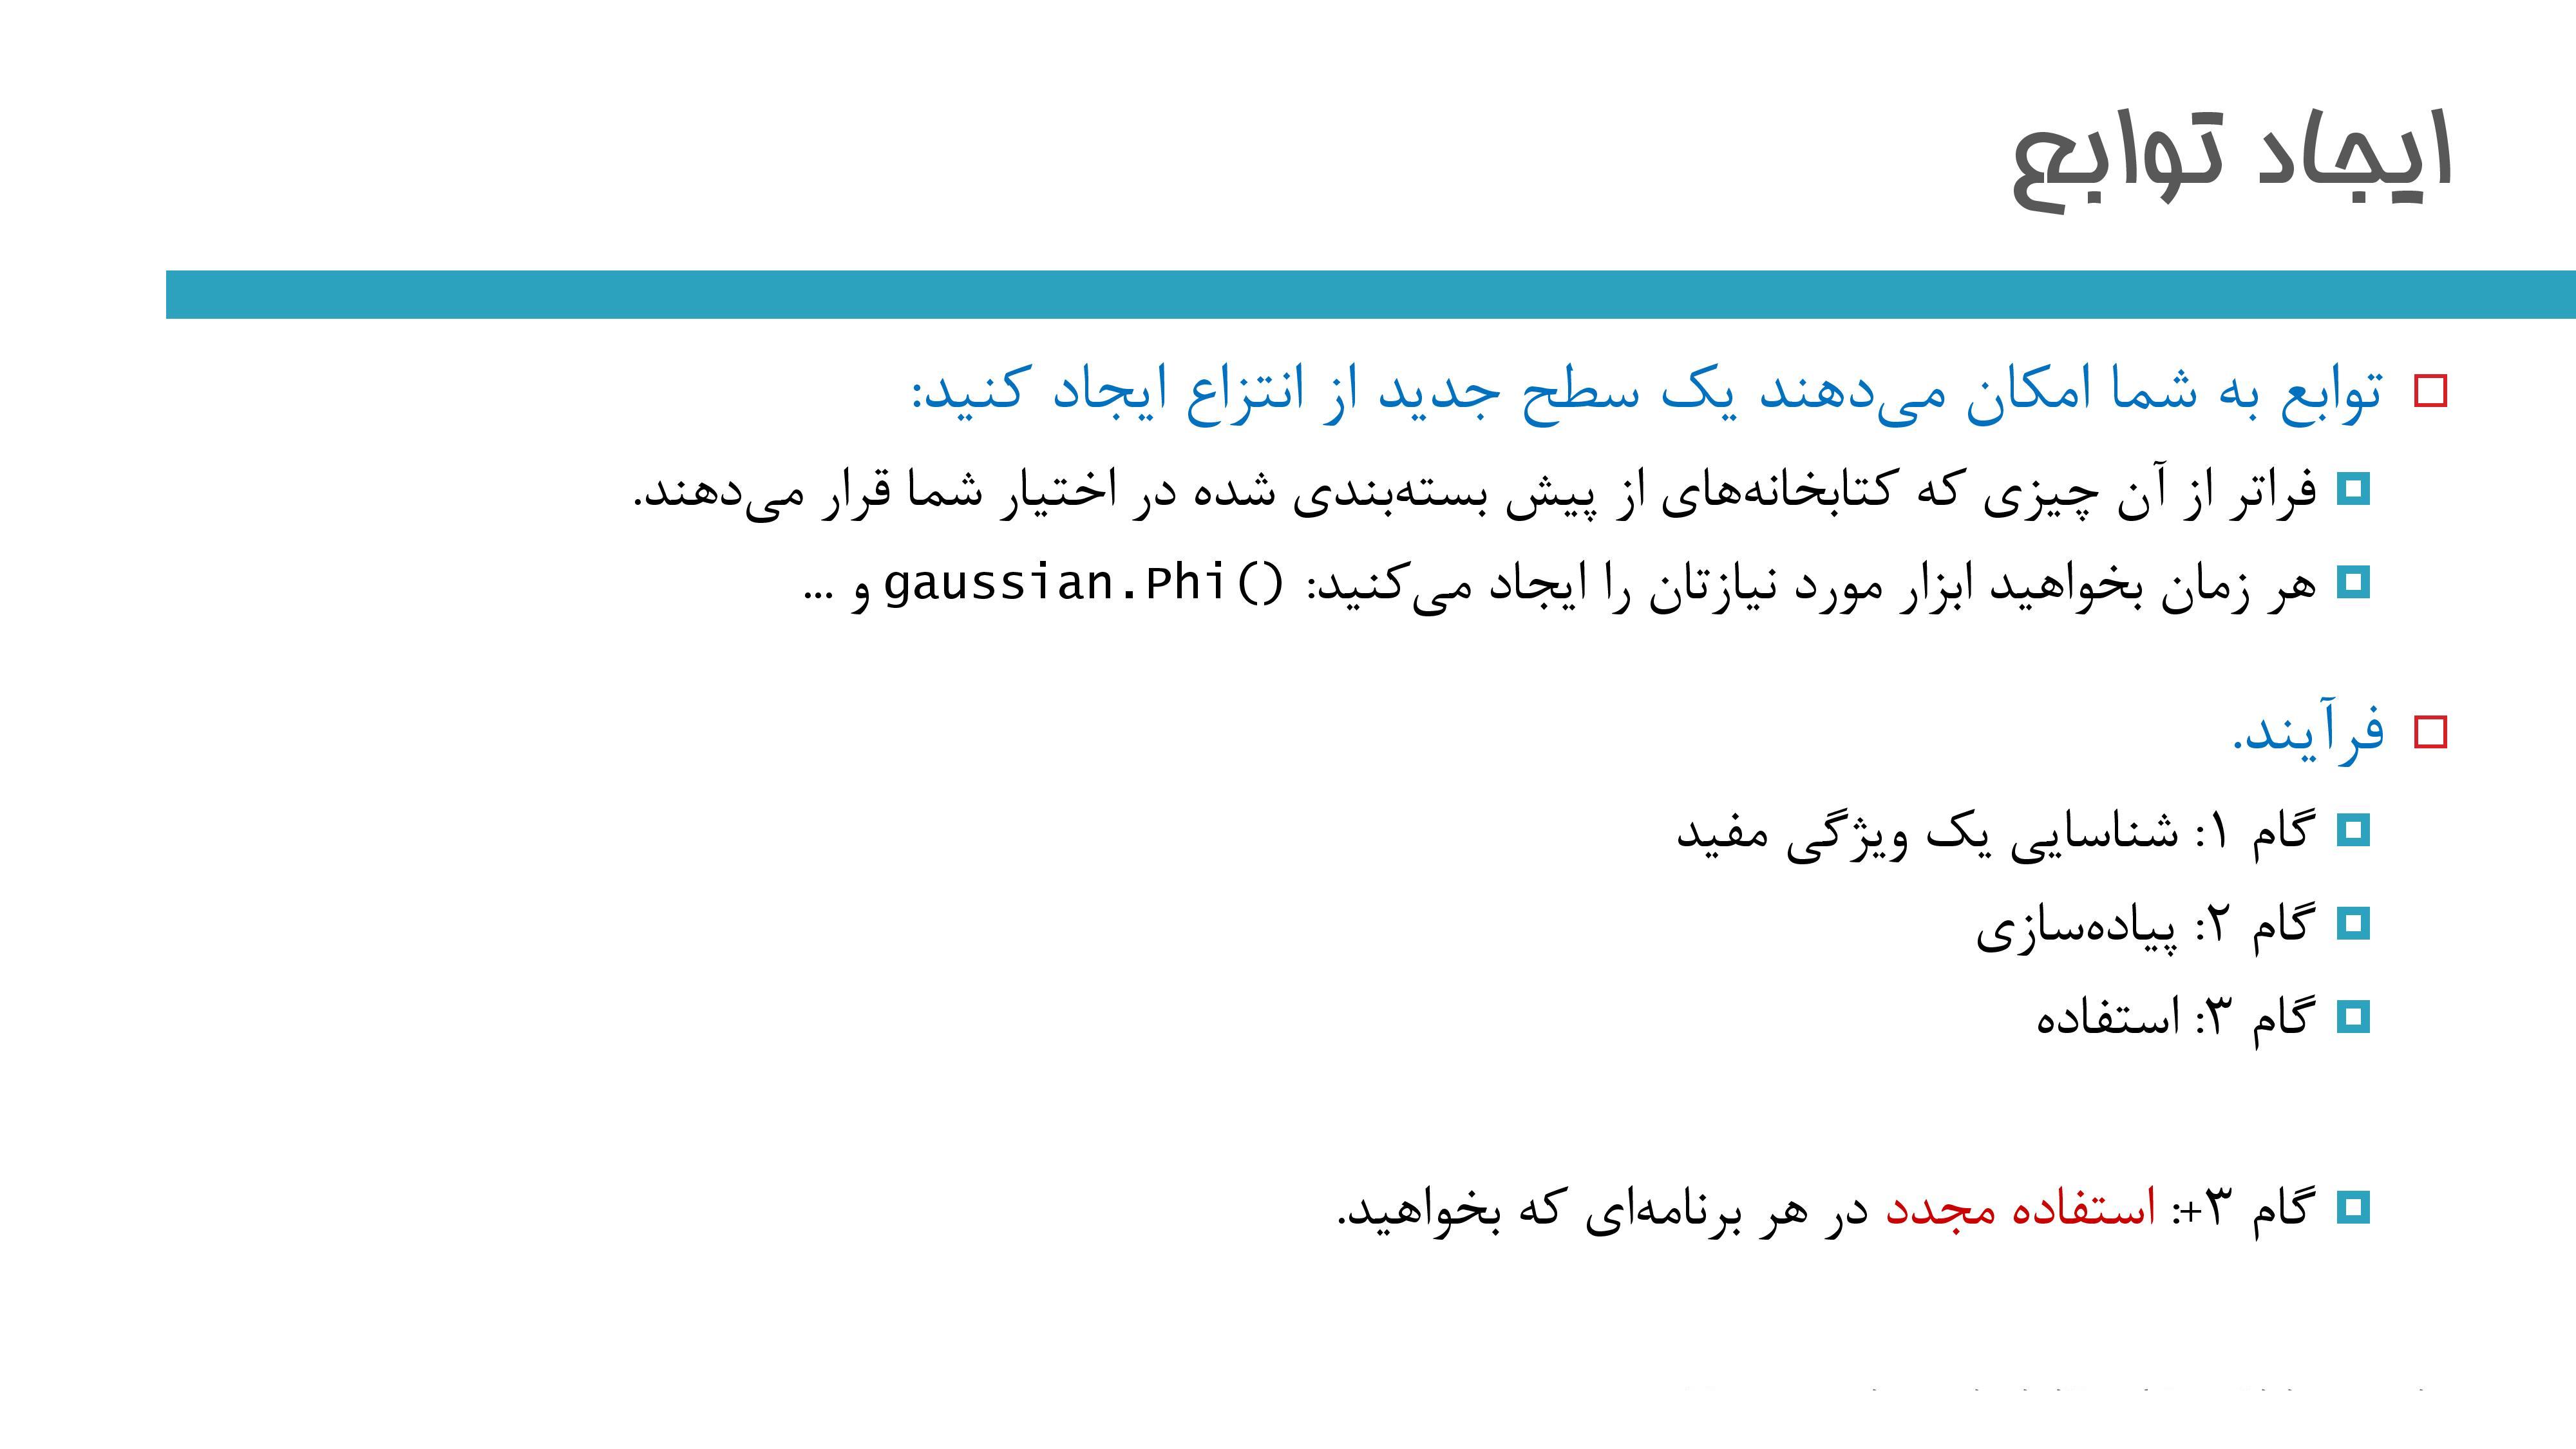 ایجاد توابع
توابع به شما امکان می‌دهند یک سطح جدید از انتزاع ایجاد کنید:
فراتر از آن چیزی که کتابخانه‌های از پیش بسته‌بندی شده در اختیار شما قرار می‌دهند.
هر زمان بخواهید ابزار مورد نیازتان را ایجاد می‌کنید: gaussian.Phi() و ...
فرآیند.
گام ۱: شناسایی یک ویژگی مفید
گام ۲: پیاده‌سازی
گام ۳: استفاده
گام ۳+: استفاده مجدد در هر برنامه‌ای که بخواهید.